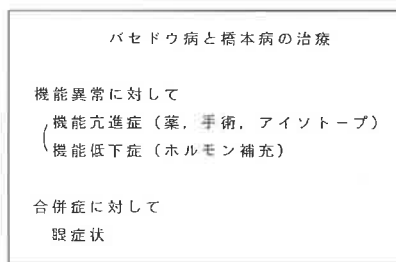 バセドウ病と橋本病の治療
機能異常に対して
機能亢進症（薬，手術，アイソトープ）
機能低下症（ホルモン補充）
合併症に対して
眼症状